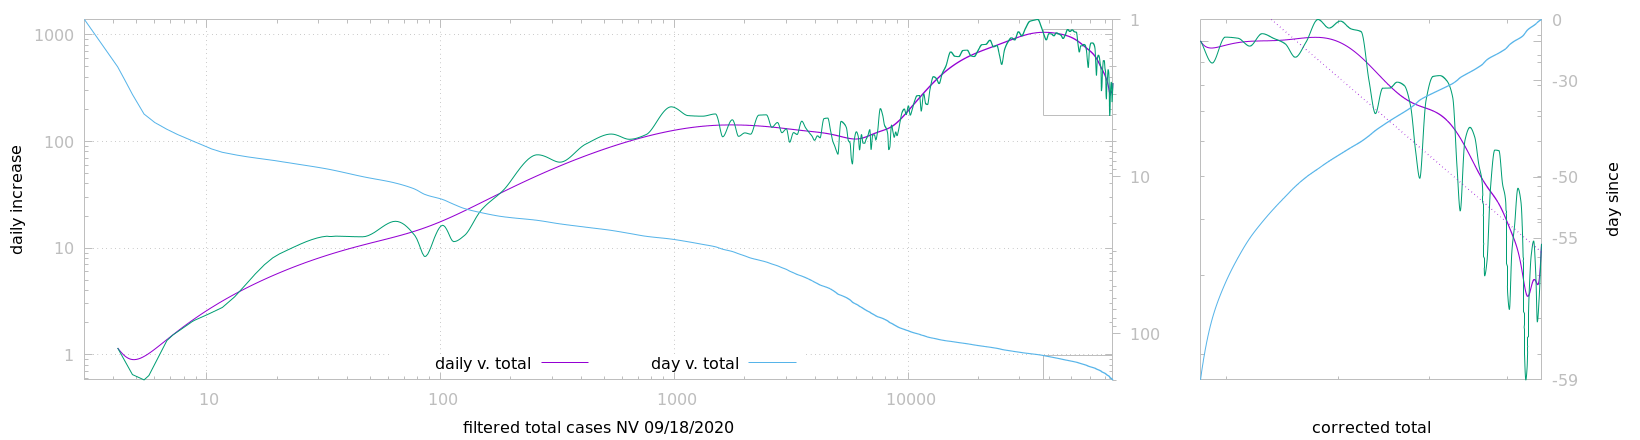 daily increase
1000
100
10
1
10
100
1000
10000
filtered total cases NV 09/18/2020
daily v. total
day v. total
1
10
100
corrected total
0
-30
-50
-55
-59
day since